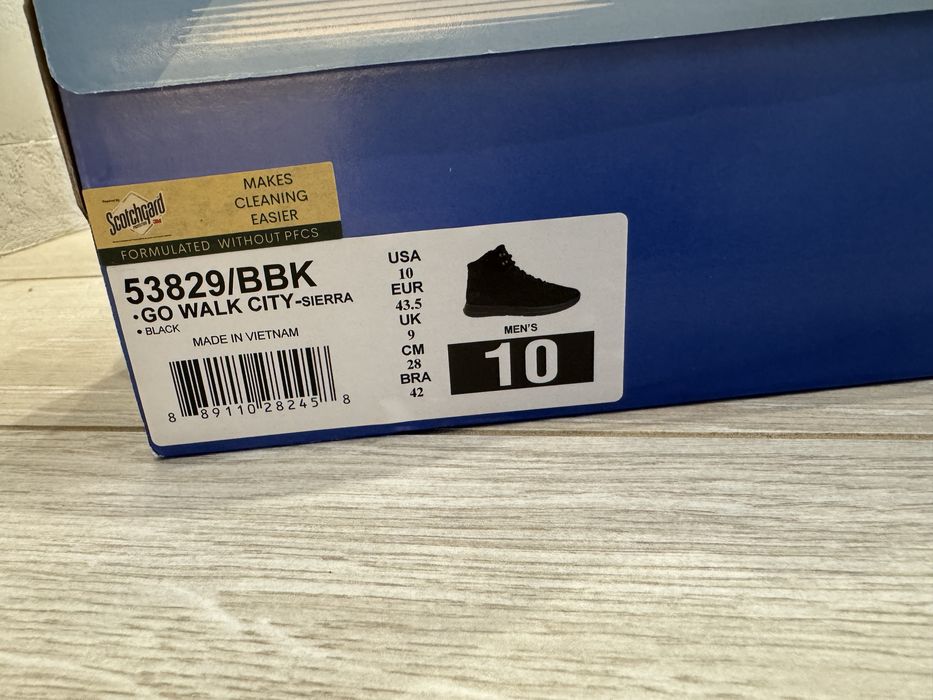 Scotchgard
3M
MAKES
CLEANING
EASIER
FORMULATED WITHOUT PFCS
53829/BBK
•GO WALK CITY-SIERRA
• BLACK
MADE IN VIETNAM
8 89110 28245 8
USA
10
EUR
43.5
UK
9
CM
28
BRA
42
MEN'S
10